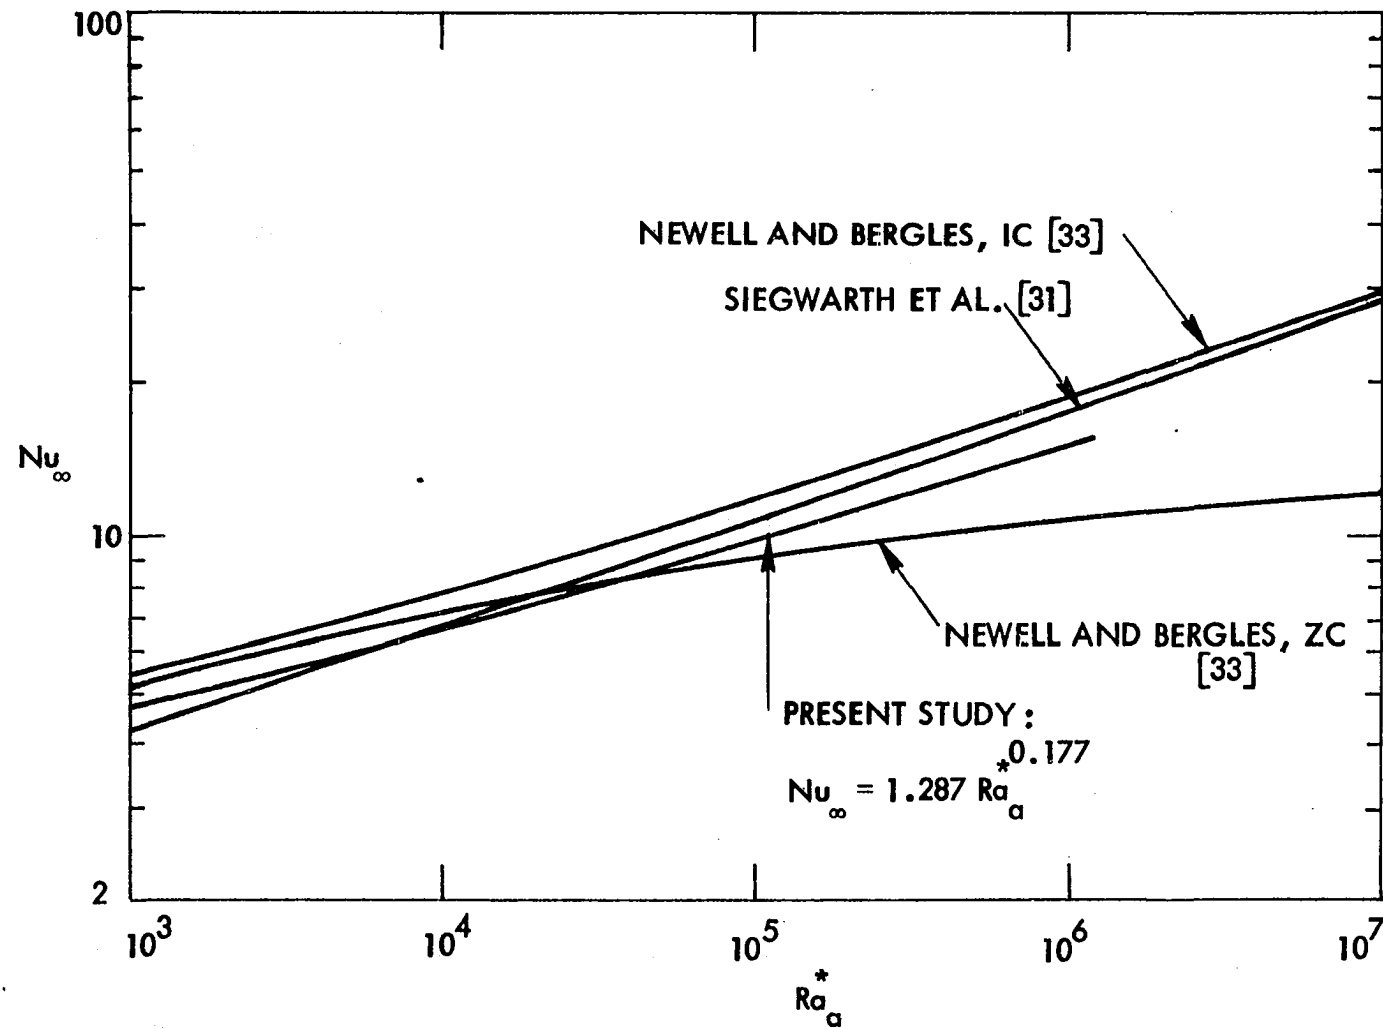 100
NEWELL AND BERGLES, IC [33]
SIEGWARTH ET AL. [31]
Nu∞
10
NEWELL AND BERGLES, ZC
[33]
PRESENT STUDY:
Nu∞ = 1.287 Ra*a 0.177
2
10³ 10⁴ 10⁵ 10⁶ 10⁷
Ra*a